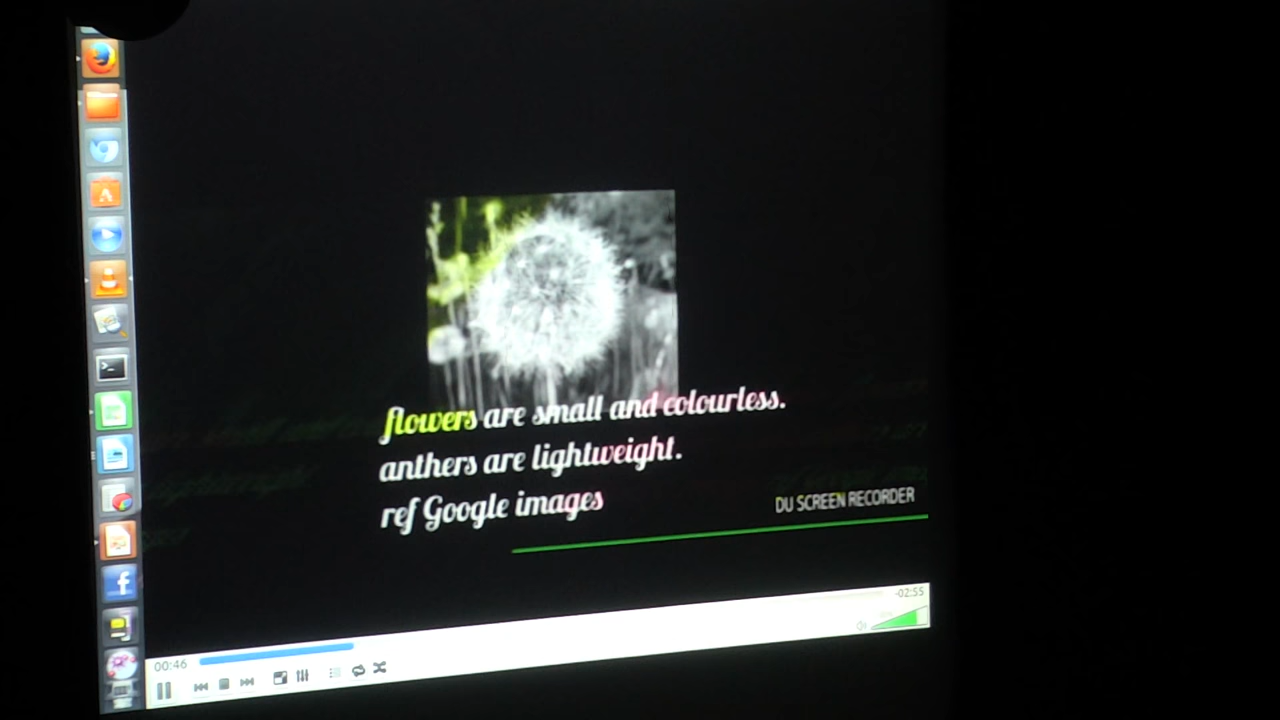 flowers are small and colourless.
anthers are lightweight.
ref Google images
DU SCREEN RECORDER
-02:55
00:46